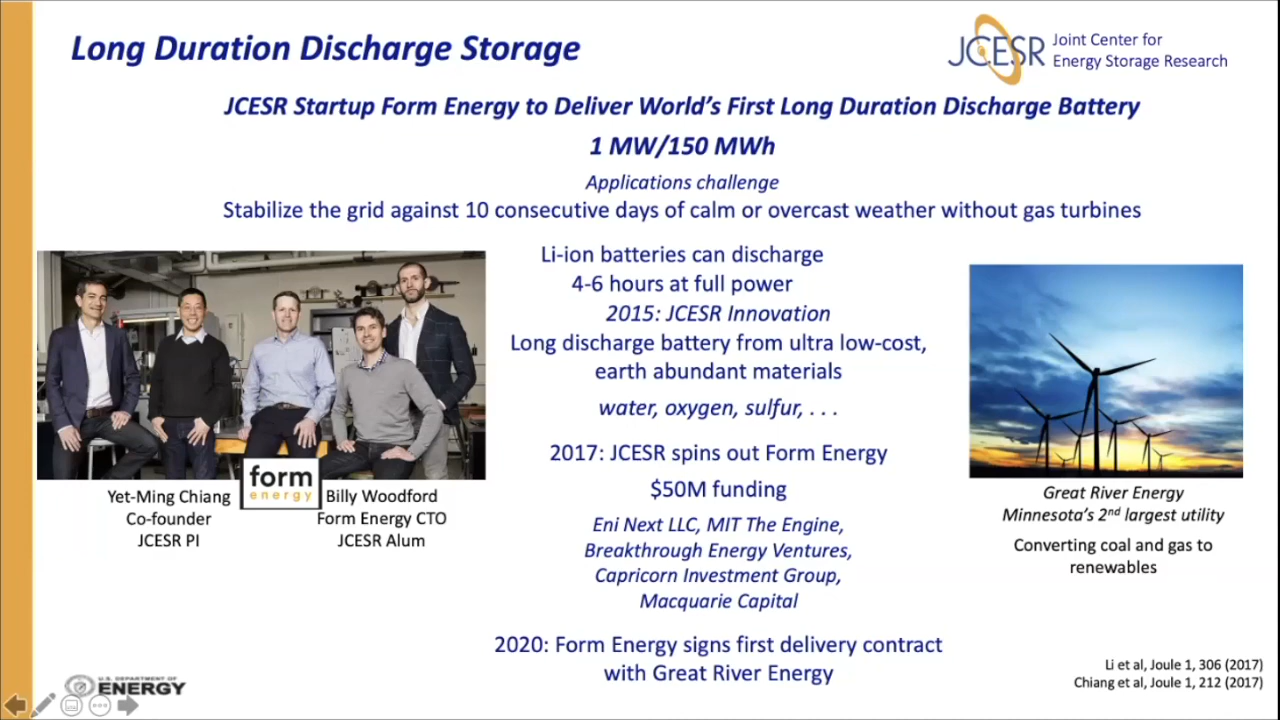 Long Duration Discharge Storage
JCESR
Joint Center for
Energy Storage Research
JCESR Startup Form Energy to Deliver World's First Long Duration Discharge Battery
1 MW/150 MWh
Applications challenge
Stabilize the grid against 10 consecutive days of calm or overcast weather without gas turbines
Li-ion batteries can discharge
4-6 hours at full power
2015: JCESR Innovation
Long discharge battery from ultra low-cost,
earth abundant materials
water, oxygen, sulfur, . . .
2017: JCESR spins out Form Energy
$50M funding
Eni Next LLC, MIT The Engine,
Breakthrough Energy Ventures,
Capricorn Investment Group,
Macquarie Capital
2020: Form Energy signs first delivery contract
with Great River Energy
form
energy
Yet-Ming Chiang
Co-founder
JCESR PI
Billy Woodford
Form Energy CTO
JCESR Alum
Great River Energy
Minnesota's 2nd largest utility
Converting coal and gas to
renewables
Li et al, Joule 1, 306 (2017)
Chiang et al, Joule 1, 212 (2017)
U.S. DEPARTMENT OF
ENERGY